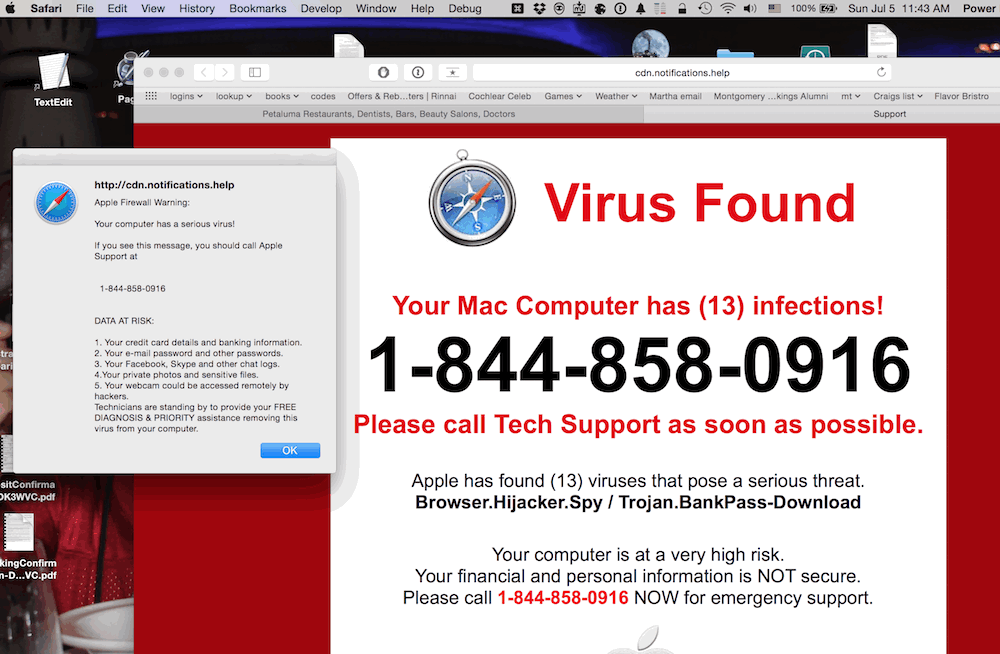 Safari File Edit View History Bookmarks Develop Window Help Debug 100% Sun Jul 5 11:43 AM Power
TextEdit
Pag
cdn.notifications.help
logins lookup books codes Offers & Reb...ters | Rinnai Cochlear Celeb Games Weather Martha email Montgomery ...kings Alumni mt Craigs list Flavor Bristro
Petaluma Restaurants, Dentists, Bars, Beauty Salons, Doctors
Support
http://cdn.notifications.help
Apple Firewall Warning:
Your computer has a serious virus!
If you see this message, you should call Apple
Support at
1-844-858-0916
DATA AT RISK:
1. Your credit card details and banking information.
2. Your e-mail password and other passwords.
3. Your Facebook, Skype and other chat logs.
4.Your private photos and sensitive files.
5. Your webcam could be accessed remotely by
hackers.
Technicians are standing by to provide your FREE
DIAGNOSIS & PRIORITY assistance removing this
virus from your computer.
OK
sitConfirma
OK3WVC.pdf
kingConfirm
n-D...VC.pdf
N
W
E
S
Virus Found
Your Mac Computer has (13) infections!
1-844-858-0916
Please call Tech Support as soon as possible.
Apple has found (13) viruses that pose a serious threat.
Browser.Hijacker.Spy / Trojan.BankPass-Download
Your computer is at a very high risk.
Your financial and personal information is NOT secure.
Please call 1-844-858-0916 NOW for emergency support.